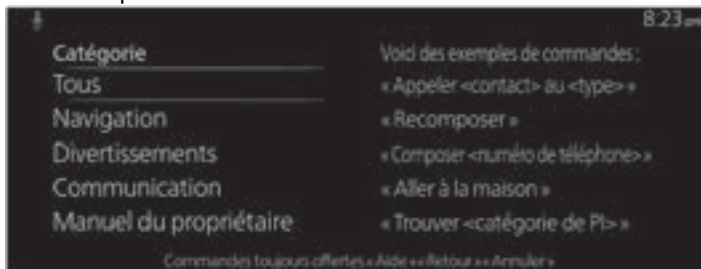 8:23 pm
Catégorie
Tous
Navigation
Divertissements
Communication
Manuel du propriétaire
Voici des exemples de commandes :
« Appeler <contact> au <type> »
« Recomposer »
« Composer <numéro de téléphone> »
« Aller à la maison »
« Trouver <catégorie de PI> »
Commandes toujours offertes « Aide » « Retour » « Annuler »